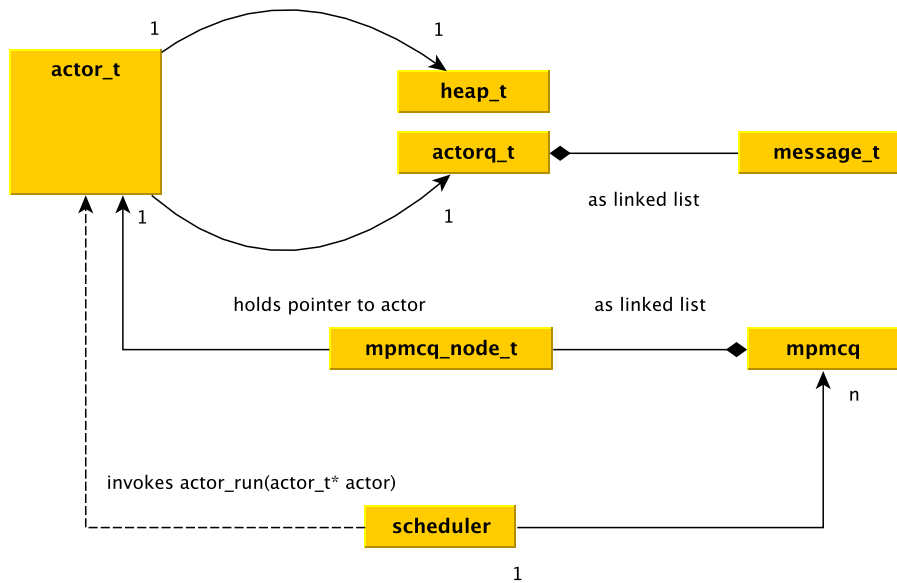 1
1
actor_t
heap_t
actorq_t
message_t
as linked list
1
1
holds pointer to actor
as linked list
mpmcq_node_t
mpmcq
n
invokes actor_run(actor_t* actor)
scheduler
1